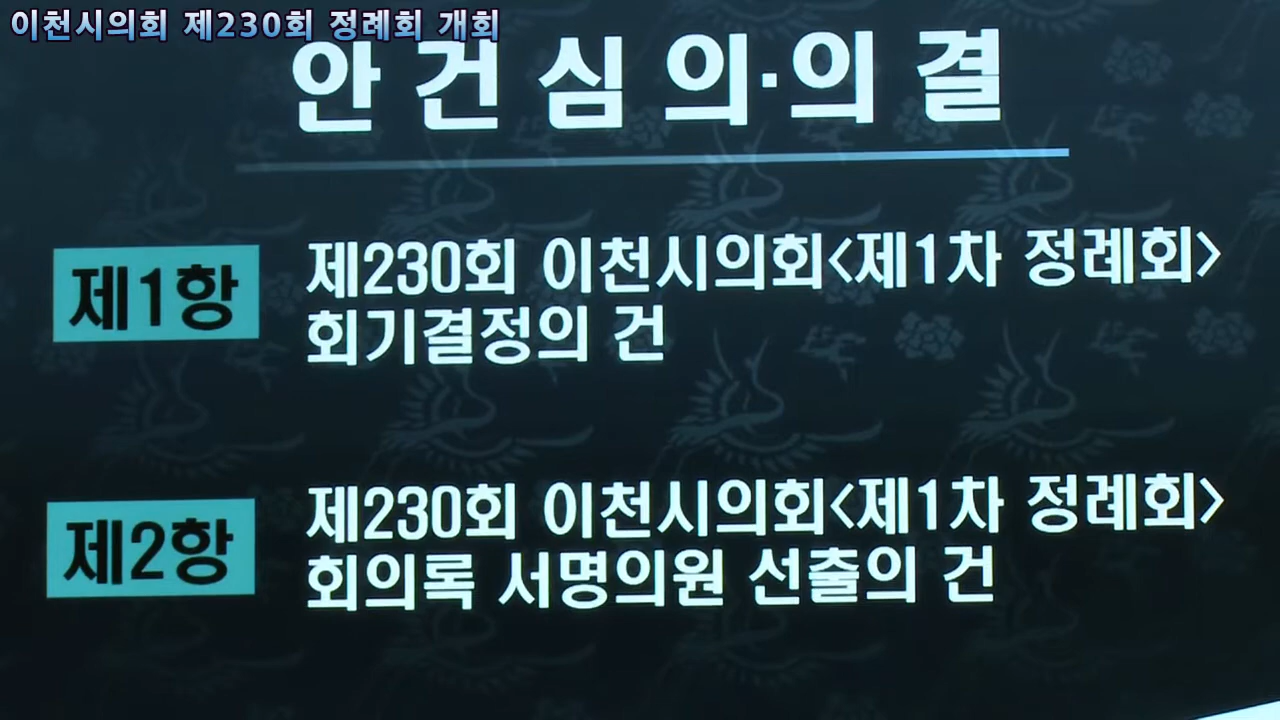 이천시의회 제230회 정례회 개회
안건심의·의결
제1항
제230회 이천시의회<제1차 정례회>
회기결정의 건
제2항
제230회 이천시의회<제1차 정례회>
회의록 서명의원 선출의 건